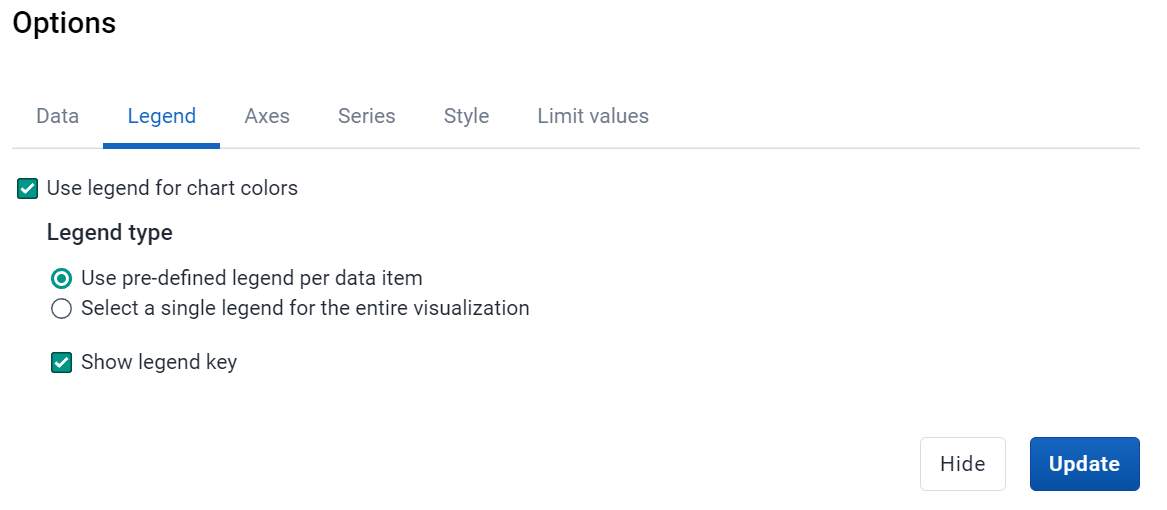 Options
Data Legend Axes Series Style Limit values
Use legend for chart colors
Legend type
Use pre-defined legend per data item
Select a single legend for the entire visualization
Show legend key
Hide Update